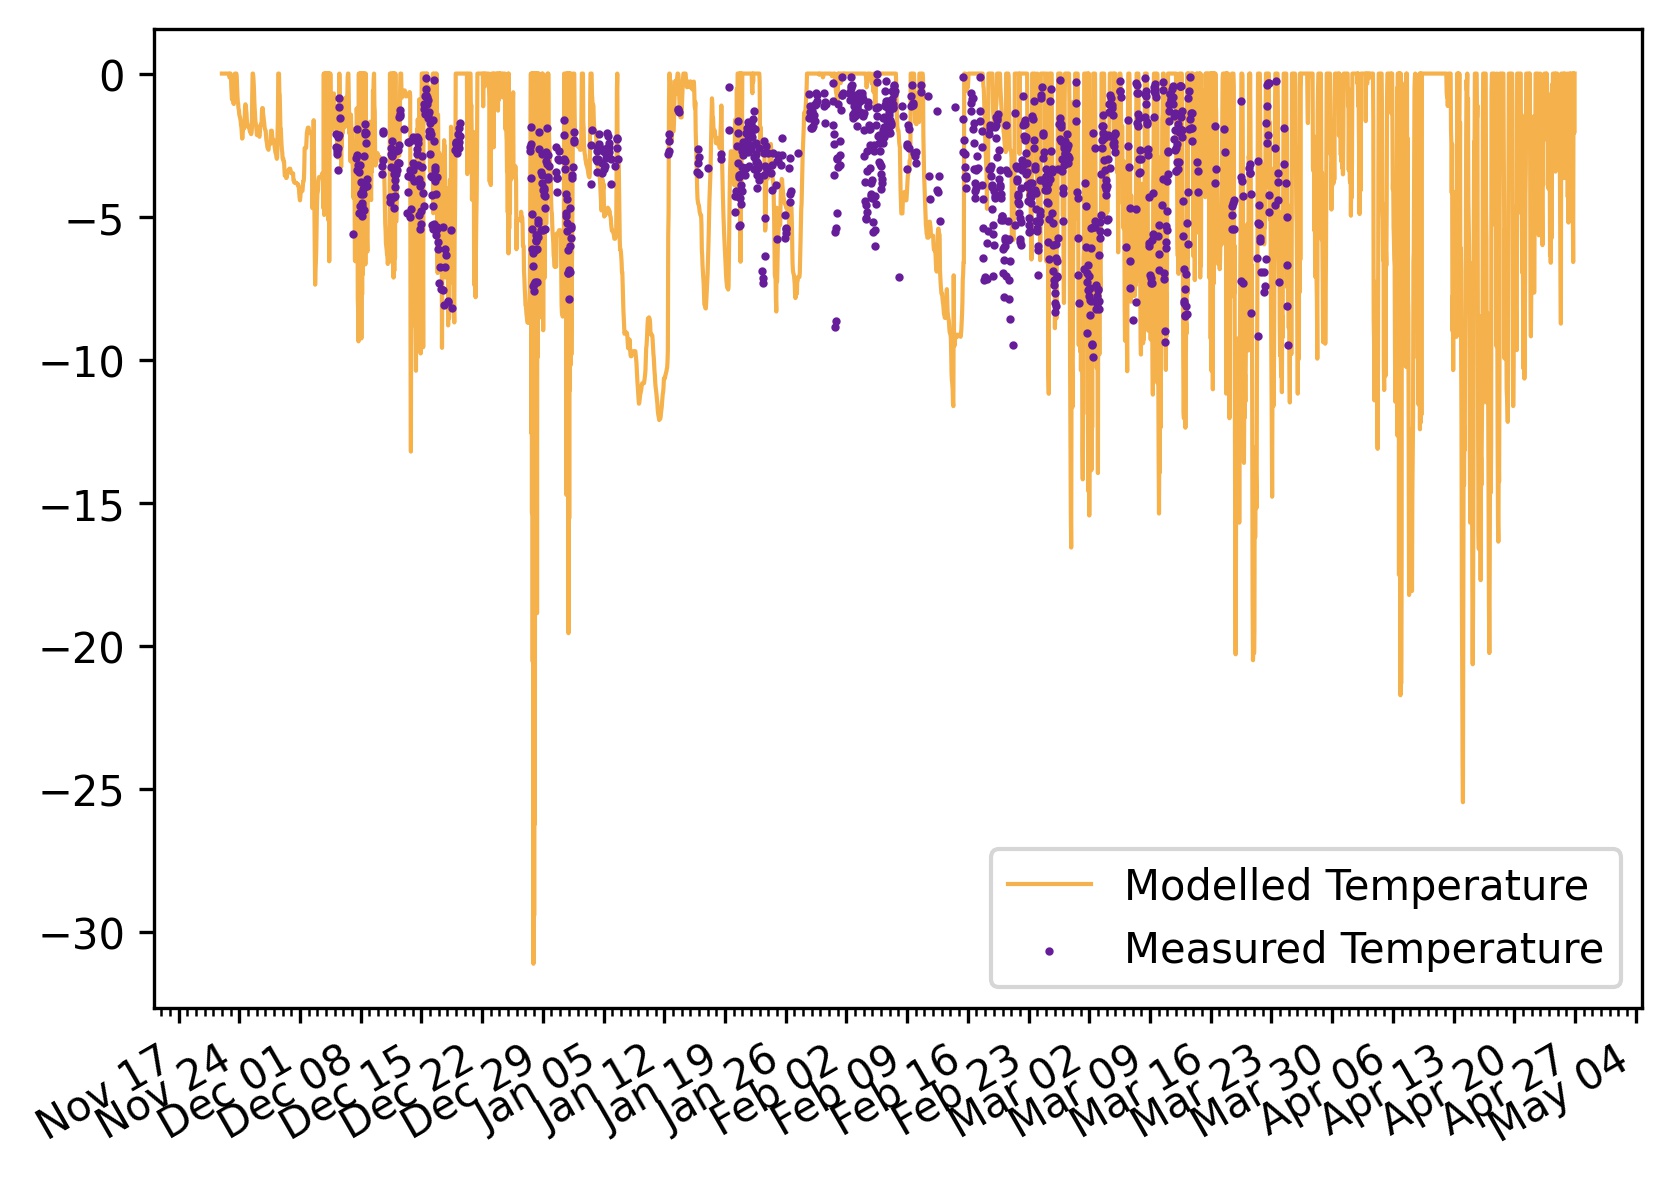 0
−5
−10
−15
−20
−25
−30
Modelled Temperature
Measured Temperature
Nov 17
Nov 24
Dec 01
Dec 08
Dec 15
Dec 22
Dec 29
Jan 05
Jan 12
Jan 19
Jan 26
Feb 02
Feb 09
Feb 16
Feb 23
Mar 02
Mar 09
Mar 16
Mar 23
Mar 30
Apr 06
Apr 13
Apr 20
Apr 27
May 04